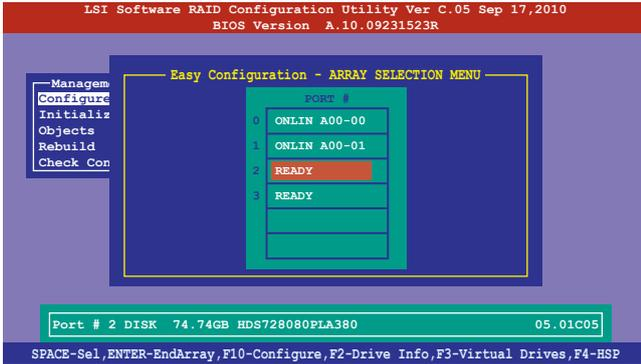 LSI Software RAID Configuration Utility Ver C.05 Sep 17,2010
BIOS Version A.10.09231523R
Easy Configuration - ARRAY SELECTION MENU
Managem
Configure
Initializ
Objects
Rebuild
Check Con
PORT #
0 ONLIN A00-00
1 ONLIN A00-01
2 READY
3 READY
Port # 2 DISK 74.74GB HDS728080PLA380 05.01C05
SPACE-Sel,ENTER-EndArray,F10-Configure,F2-Drive Info,F3-Virtual Drives,F4-HSP